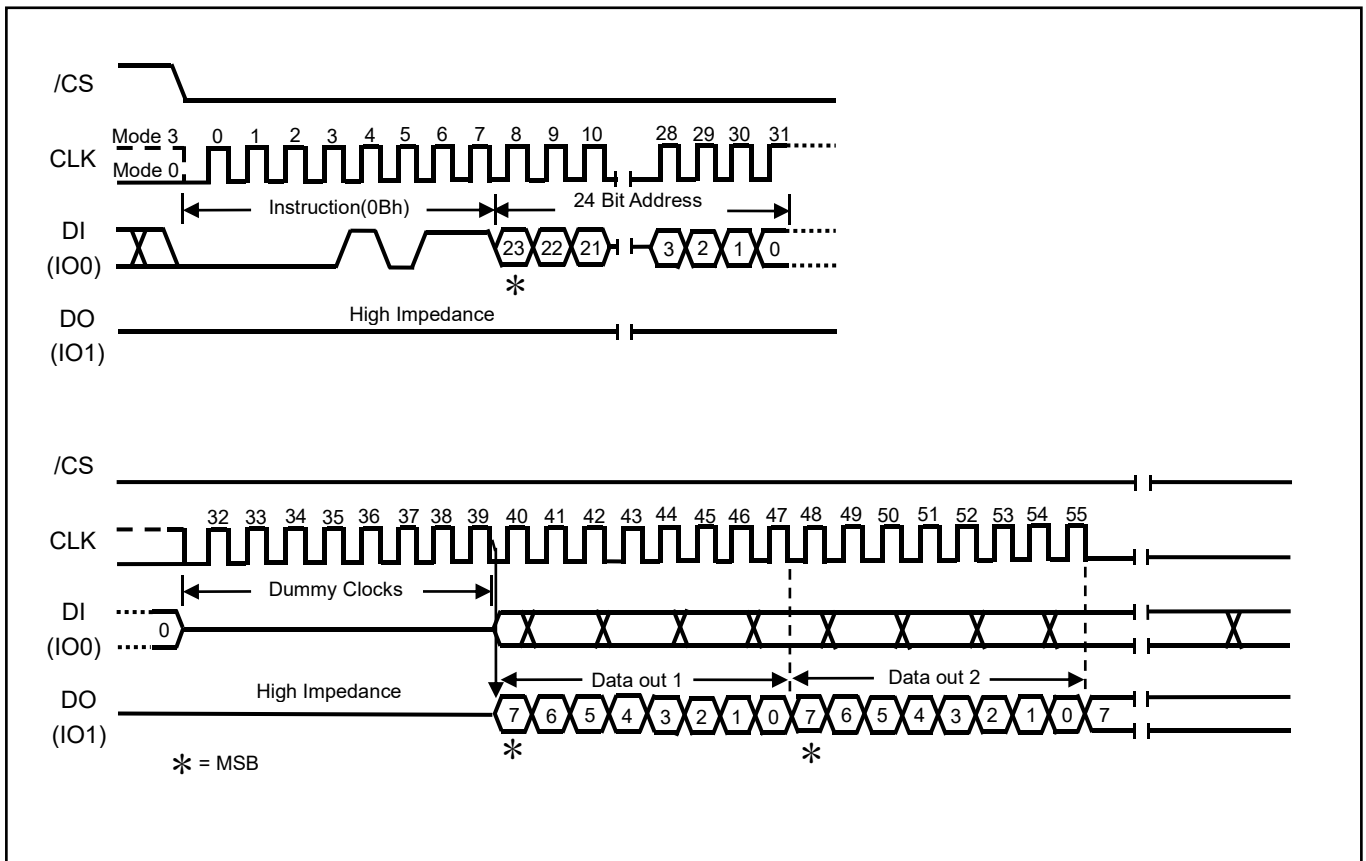 /CS
Mode 3 0 1 2 3 4 5 6 7 8 9 10 28 29 30 31
CLK
Mode 0
Instruction(0Bh) 24 Bit Address
DI
(IO0)
23 22 21 3 2 1 0
*
DO
(IO1)
High Impedance
/CS
32 33 34 35 36 37 38 39 40 41 42 43 44 45 46 47 48 49 50 51 52 53 54 55
CLK
Dummy Clocks
DI
(IO0)
0
High Impedance Data out 1 Data out 2
DO
(IO1)
7 6 5 4 3 2 1 0 7 6 5 4 3 2 1 0 7
* *
* = MSB